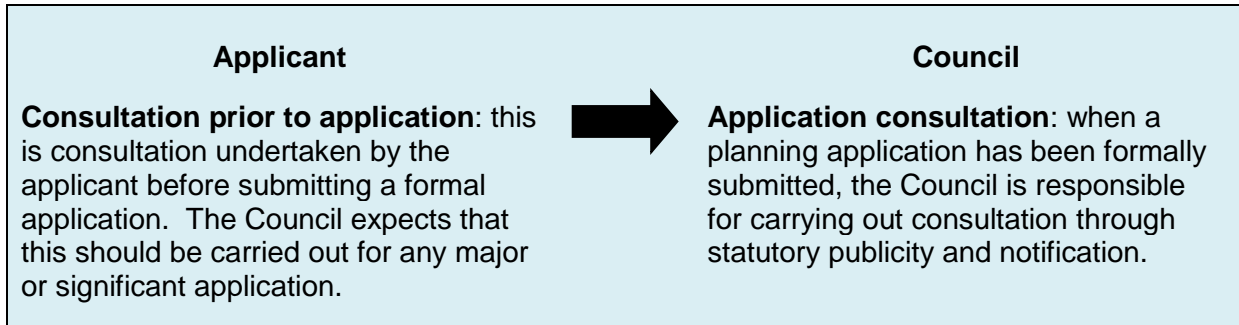 Applicant
Consultation prior to application: this
is consultation undertaken by the
applicant before submitting a formal
application.  The Council expects that
this should be carried out for any major
or significant application.
Council
Application consultation: when a
planning application has been formally
submitted, the Council is responsible
for carrying out consultation through
statutory publicity and notification.